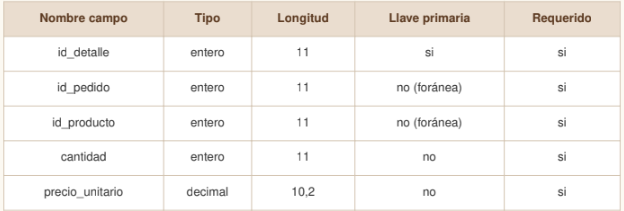 Nombre campo Tipo Longitud Llave primaria Requerido
id_detalle entero 11 si si
id_pedido entero 11 no (foránea) si
id_producto entero 11 no (foránea) si
cantidad entero 11 no si
precio_unitario decimal 10,2 no si